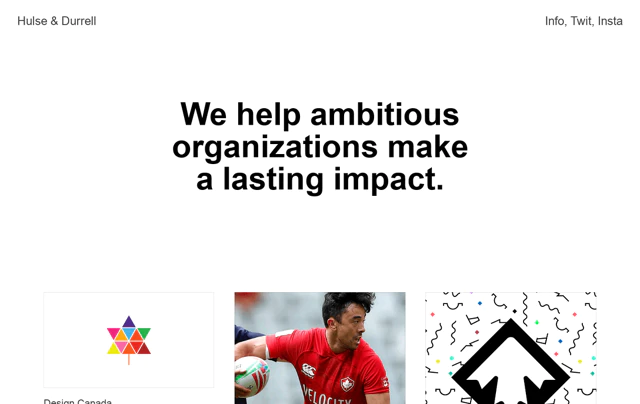 Hulse & Durrell
Info, Twit, Insta
We help ambitious
organizations make
a lasting impact.
VELOCITY
Design Canada